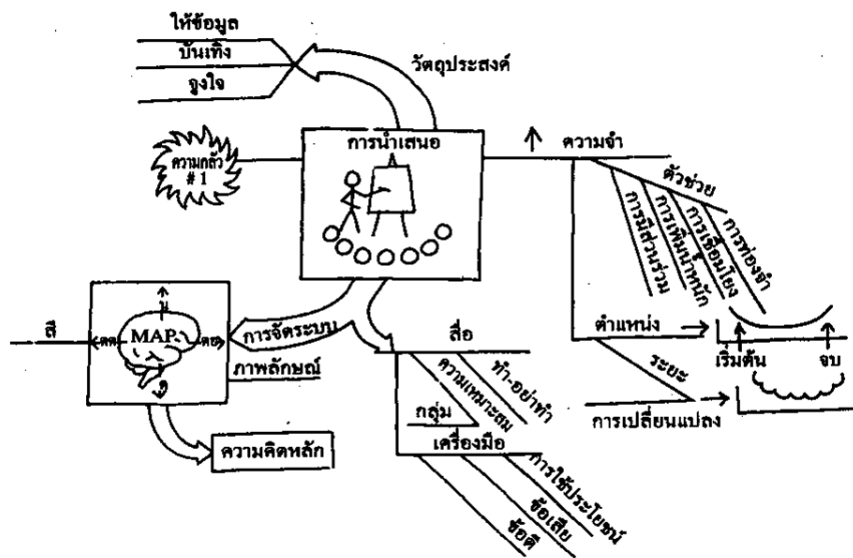 ให้ข้อมูล
บันเทิง
จูงใจ
วัตถุประสงค์
การนำเสนอ
ความกลัว
# 1
ความจำ
ตัวช่วย
การมีส่วนร่วม
การเพิ่มน้ำหนัก
การเชื่อมโยง
การท่องจำ
ตำแหน่ง
เริ่มต้น
จบ
ระยะ
การเปลี่ยนแปลง
การจัดระบบ
สี
MAP
น
ตต
ตอ
ต
ภาพลักษณ์
ความคิดหลัก
สื่อ
ทำ-อย่าทำ
ความเหมาะสม
กลุ่ม
เครื่องมือ
การใช้ประโยชน์
ข้อเสีย
ข้อดี